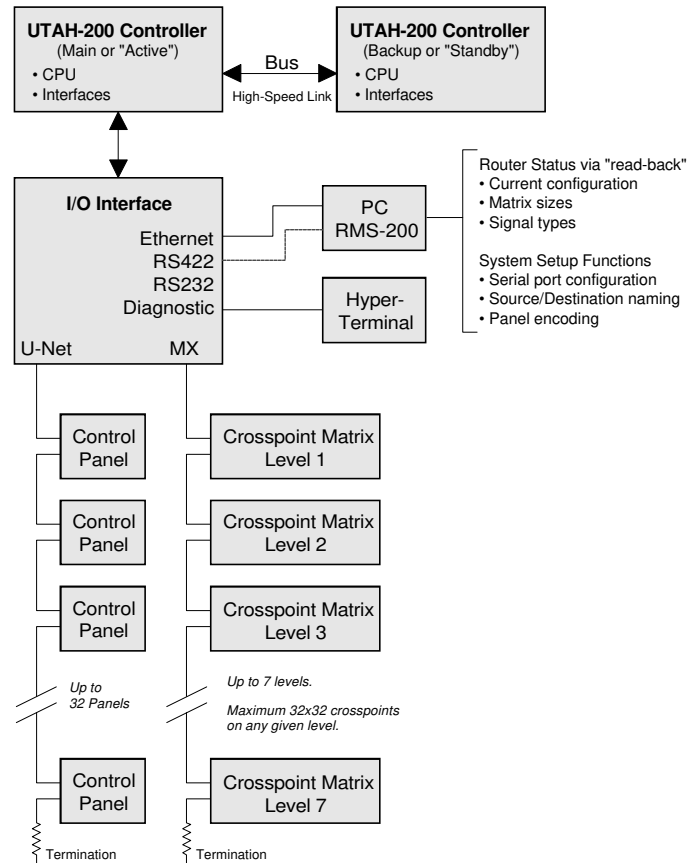 UTAH-200 Controller
(Main or "Active")
• CPU
• Interfaces
Bus
High-Speed Link
UTAH-200 Controller
(Backup or "Standby")
• CPU
• Interfaces
I/O Interface
Ethernet
RS422
RS232
Diagnostic
U-Net
MX
PC
RMS-200
Hyper-
Terminal
Router Status via "read-back"
• Current configuration
• Matrix sizes
• Signal types
System Setup Functions
• Serial port configuration
• Source/Destination naming
• Panel encoding
Control
Panel
Crosspoint Matrix
Level 1
Control
Panel
Crosspoint Matrix
Level 2
Control
Panel
Crosspoint Matrix
Level 3
Up to
32 Panels
Up to 7 levels.
Maximum 32x32 crosspoints
on any given level.
Control
Panel
Crosspoint Matrix
Level 7
Termination
Termination